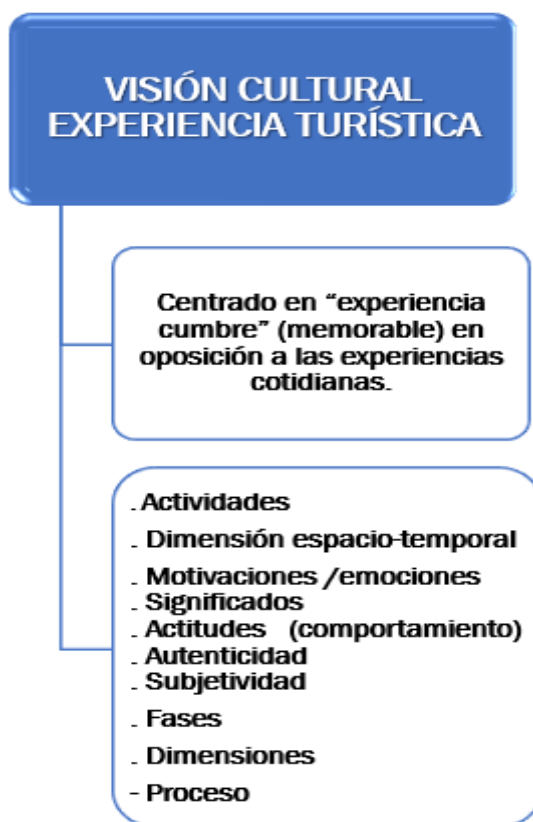 VISIÓN CULTURAL
EXPERIENCIA TURÍSTICA
Centrado en “experiencia
cumbre” (memorable) en
oposición a las experiencias
cotidianas.
. Actividades
. Dimensión espacio-temporal
. Motivaciones /emociones
. Significados
. Actitudes (comportamiento)
. Autenticidad
. Subjetividad
. Fases
. Dimensiones
- Proceso